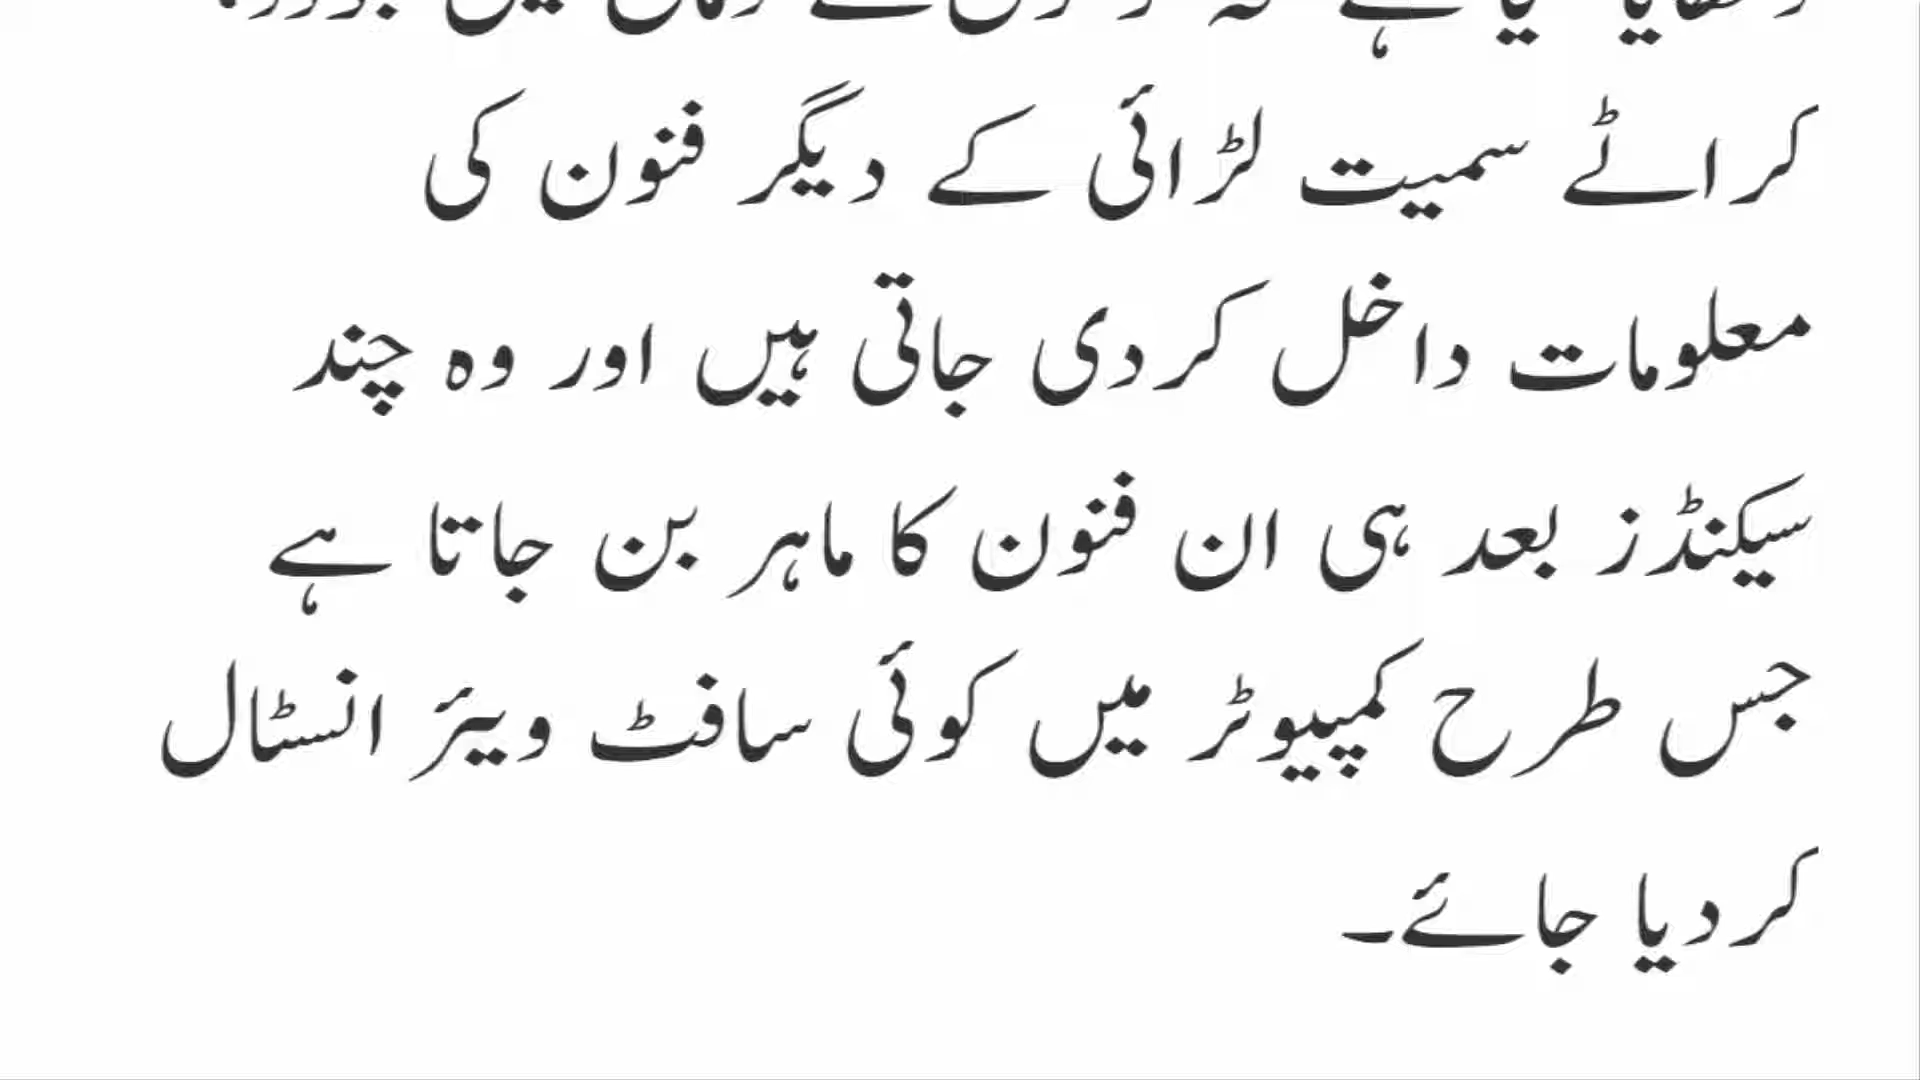 کراٹے سمیت لڑائی کے دیگر فنون کی
معلومات داخل کردی جاتی ہیں اور وہ چند
سیکنڈز بعد ہی ان فنون کا ماہر بن جاتا ہے
جس طرح کمپیوٹر میں کوئی سافٹ ویئر انسٹال
کردیا جائے۔